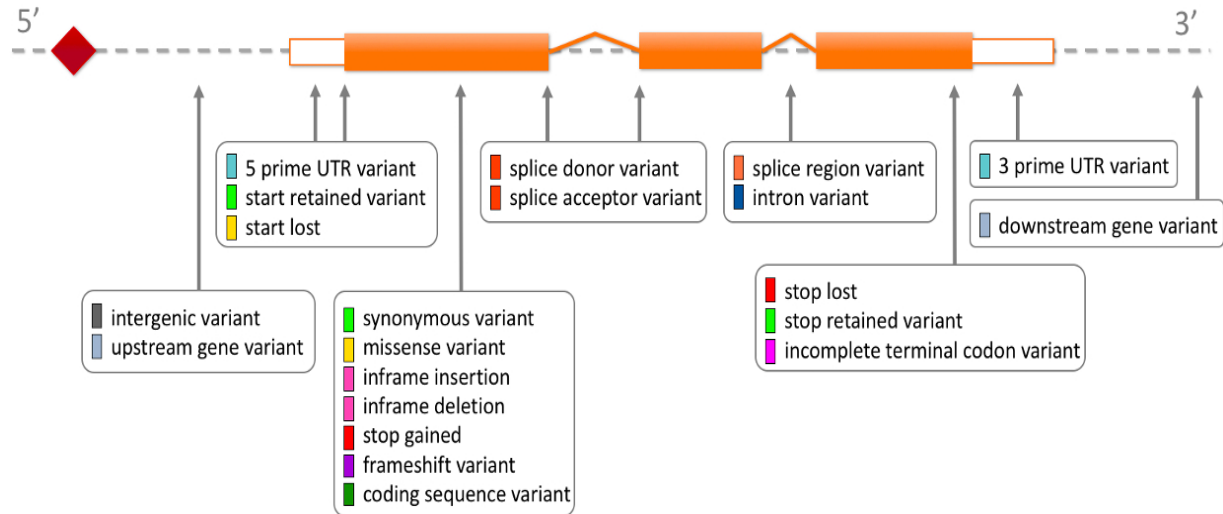 5’
3’
5 prime UTR variant
start retained variant
start lost
splice donor variant
splice acceptor variant
splice region variant
intron variant
3 prime UTR variant
downstream gene variant
intergenic variant
upstream gene variant
synonymous variant
missense variant
inframe insertion
inframe deletion
stop gained
frameshift variant
coding sequence variant
stop lost
stop retained variant
incomplete terminal codon variant